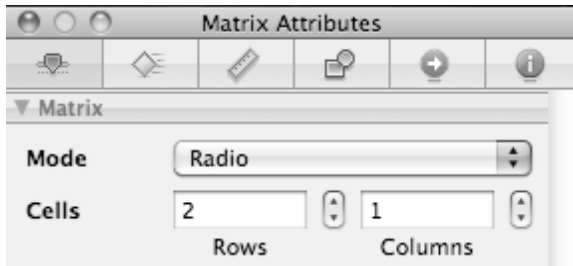 Matrix Attributes
Matrix
Mode Radio
Cells 2 1
Rows Columns